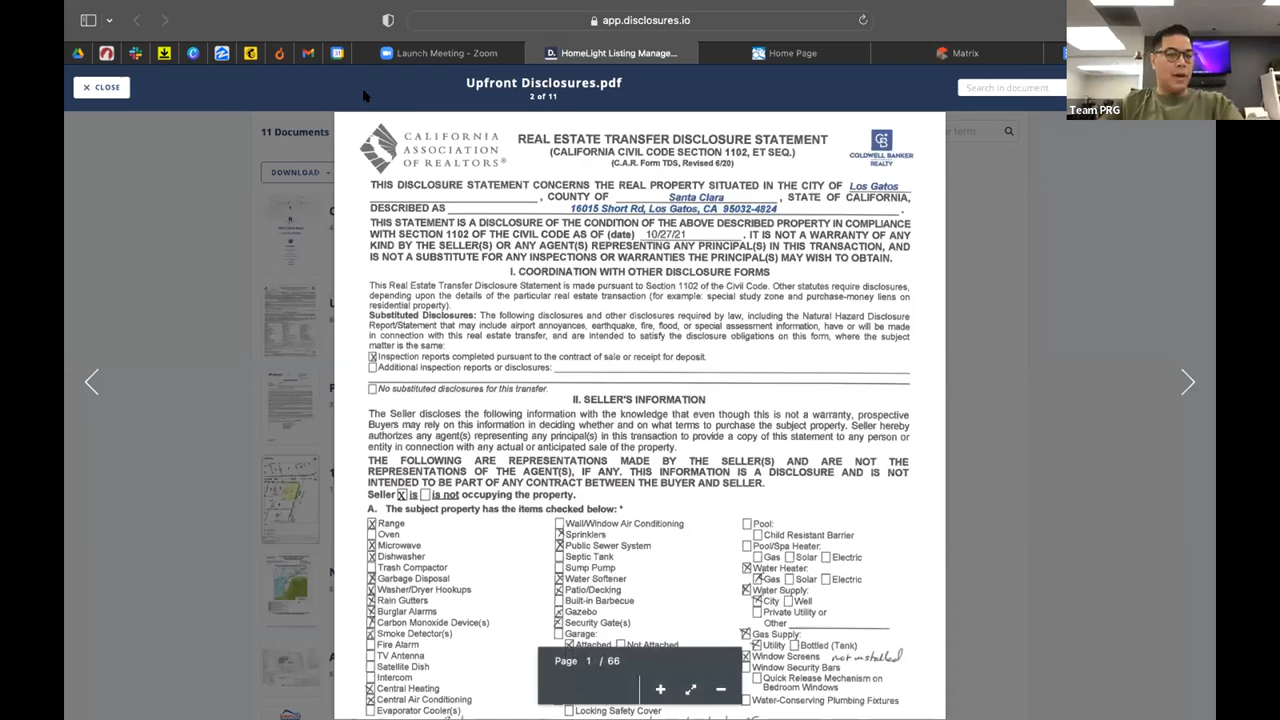 app.disclosures.io
Launch Meeting - Zoom
HomeLight Listing Manage...
Home Page
Matrix
Team PRG
× CLOSE
Upfront Disclosures.pdf
2 of 11
Search in document
11 Documents
DOWNLOAD
or term
CALIFORNIA
ASSOCIATION
OF REALTORS®
REAL ESTATE TRANSFER DISCLOSURE STATEMENT
(CALIFORNIA CIVIL CODE SECTION 1102, ET SEQ.)
(C.A.R. Form TDS, Revised 6/20)
COLDWELL BANKER
REALTY
THIS DISCLOSURE STATEMENT CONCERNS THE REAL PROPERTY SITUATED IN THE CITY OF Los Gatos
, COUNTY OF Santa Clara , STATE OF CALIFORNIA,
DESCRIBED AS 16015 Short Rd, Los Gatos, CA 95032-4824 .
THIS STATEMENT IS A DISCLOSURE OF THE CONDITION OF THE ABOVE DESCRIBED PROPERTY IN COMPLIANCE
WITH SECTION 1102 OF THE CIVIL CODE AS OF (date) 10/27/21 . IT IS NOT A WARRANTY OF ANY
KIND BY THE SELLER(S) OR ANY AGENT(S) REPRESENTING ANY PRINCIPAL(S) IN THIS TRANSACTION, AND
IS NOT A SUBSTITUTE FOR ANY INSPECTIONS OR WARRANTIES THE PRINCIPAL(S) MAY WISH TO OBTAIN.
I. COORDINATION WITH OTHER DISCLOSURE FORMS
This Real Estate Transfer Disclosure Statement is made pursuant to Section 1102 of the Civil Code. Other statutes require disclosures,
depending upon the details of the particular real estate transaction (for example: special study zone and purchase-money liens on
residential property).
Substituted Disclosures: The following disclosures and other disclosures required by law, including the Natural Hazard Disclosure
Report/Statement that may include airport annoyances, earthquake, fire, flood, or special assessment information, have or will be made
in connection with this real estate transfer, and are intended to satisfy the disclosure obligations on this form, where the subject
matter is the same:
X Inspection reports completed pursuant to the contract of sale or receipt for deposit.
Additional inspection reports or disclosures:
No substituted disclosures for this transfer.
II. SELLER'S INFORMATION
The Seller discloses the following information with the knowledge that even though this is not a warranty, prospective
Buyers may rely on this information in deciding whether and on what terms to purchase the subject property. Seller hereby
authorizes any agent(s) representing any principal(s) in this transaction to provide a copy of this statement to any person or
entity in connection with any actual or anticipated sale of the property.
THE FOLLOWING ARE REPRESENTATIONS MADE BY THE SELLER(S) AND ARE NOT THE
REPRESENTATIONS OF THE AGENT(S), IF ANY. THIS INFORMATION IS A DISCLOSURE AND IS NOT
INTENDED TO BE PART OF ANY CONTRACT BETWEEN THE BUYER AND SELLER.
Seller X is is not occupying the property.
A. The subject property has the items checked below: *
X Range
Oven
X Microwave
X Dishwasher
Trash Compactor
X Garbage Disposal
X Washer/Dryer Hookups
X Rain Gutters
X Burglar Alarms
X Carbon Monoxide Device(s)
X Smoke Detector(s)
Fire Alarm
TV Antenna
Satellite Dish
Intercom
X Central Heating
X Central Air Conditioning
Evaporator Cooler(s)
Wall/Window Air Conditioning
X Sprinklers
X Public Sewer System
Septic Tank
Sump Pump
X Water Softener
X Patio/Decking
Built-in Barbecue
X Gazebo
X Security Gate(s)
Garage:
X Attached Not Attached
Locking Safety Cover
Pool:
Child Resistant Barrier
Pool/Spa Heater:
Gas Solar Electric
X Water Heater:
X Gas Solar Electric
X Water Supply:
X City Well
Private Utility or
Other
X Gas Supply:
X Utility Bottled (Tank)
X Window Screens not installed
Window Security Bars
Quick Release Mechanism on
Bedroom Windows
Water-Conserving Plumbing Fixtures
Page 1 / 66